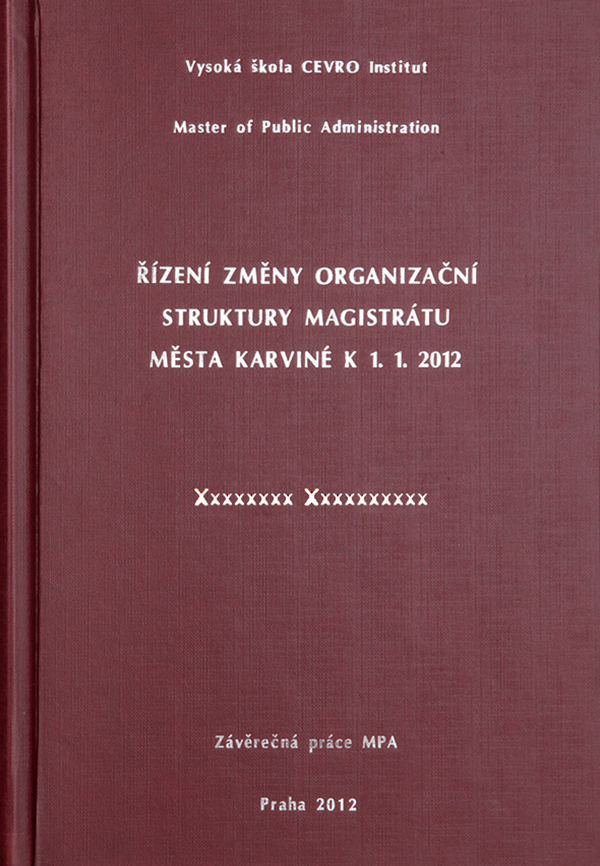 Vysoká škola CEVRO Institut
Master of Public Administration
ŘÍZENÍ ZMĚNY ORGANIZAČNÍ
STRUKTURY MAGISTRÁTU
MĚSTA KARVINÉ K 1. 1. 2012
Xxxxxxxx Xxxxxxxxxx
Závěrečná práce MPA
Praha 2012